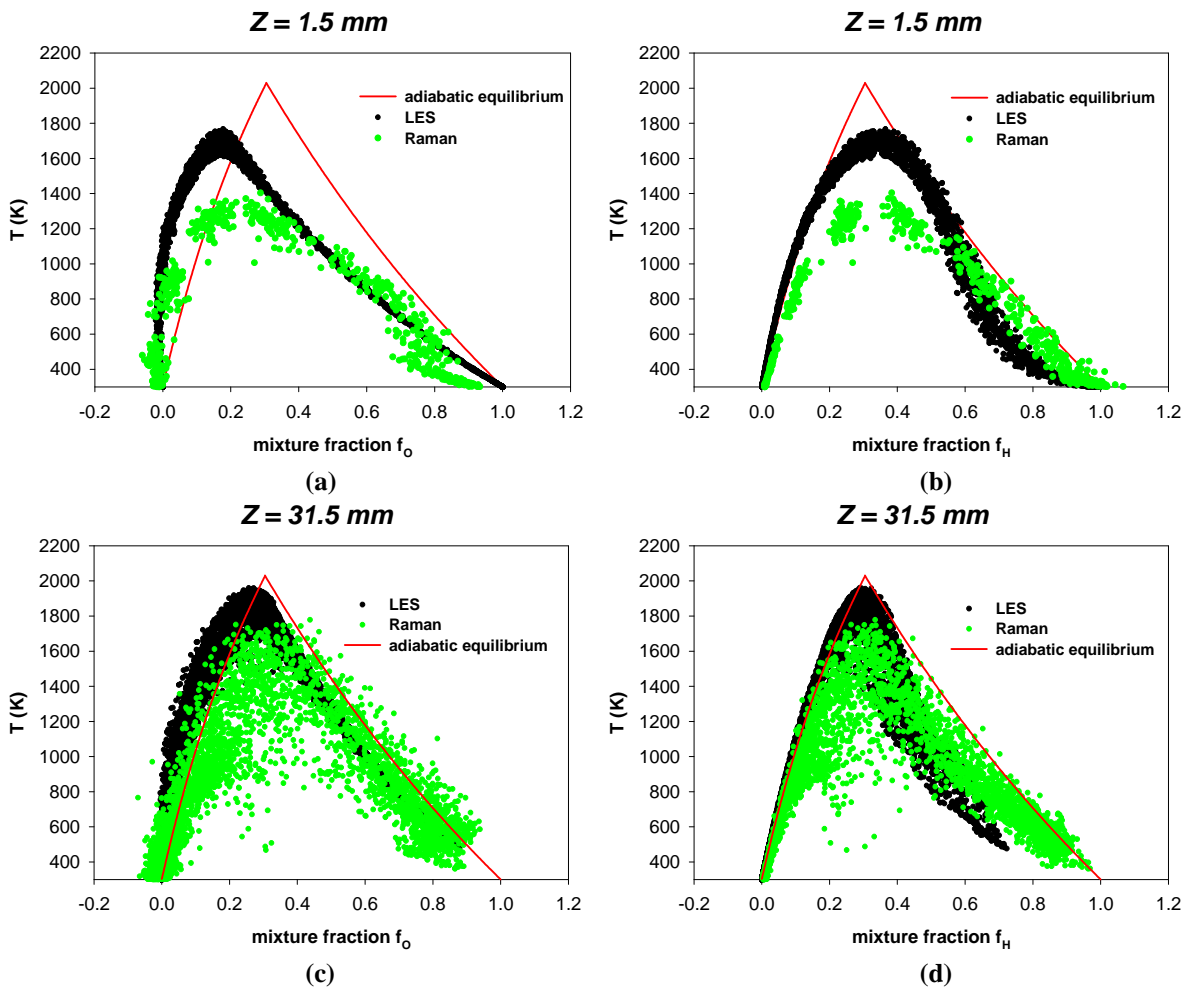 Z = 1.5 mm
2200
2000
1800
1600
1400
1200
1000
800
600
400
T (K)
adiabatic equilibrium
LES
Raman
-0.2 0.0 0.2 0.4 0.6 0.8 1.0 1.2
mixture fraction fO
(a)
Z = 1.5 mm
2200
2000
1800
1600
1400
1200
1000
800
600
400
T (K)
adiabatic equilibrium
LES
Raman
-0.2 0.0 0.2 0.4 0.6 0.8 1.0 1.2
mixture fraction fH
(b)
Z = 31.5 mm
2200
2000
1800
1600
1400
1200
1000
800
600
400
T (K)
LES
Raman
adiabatic equilibrium
-0.2 0.0 0.2 0.4 0.6 0.8 1.0 1.2
mixture fraction fO
(c)
Z = 31.5 mm
2200
2000
1800
1600
1400
1200
1000
800
600
400
T (K)
LES
Raman
adiabatic equilibrium
-0.2 0.0 0.2 0.4 0.6 0.8 1.0 1.2
mixture fraction fH
(d)